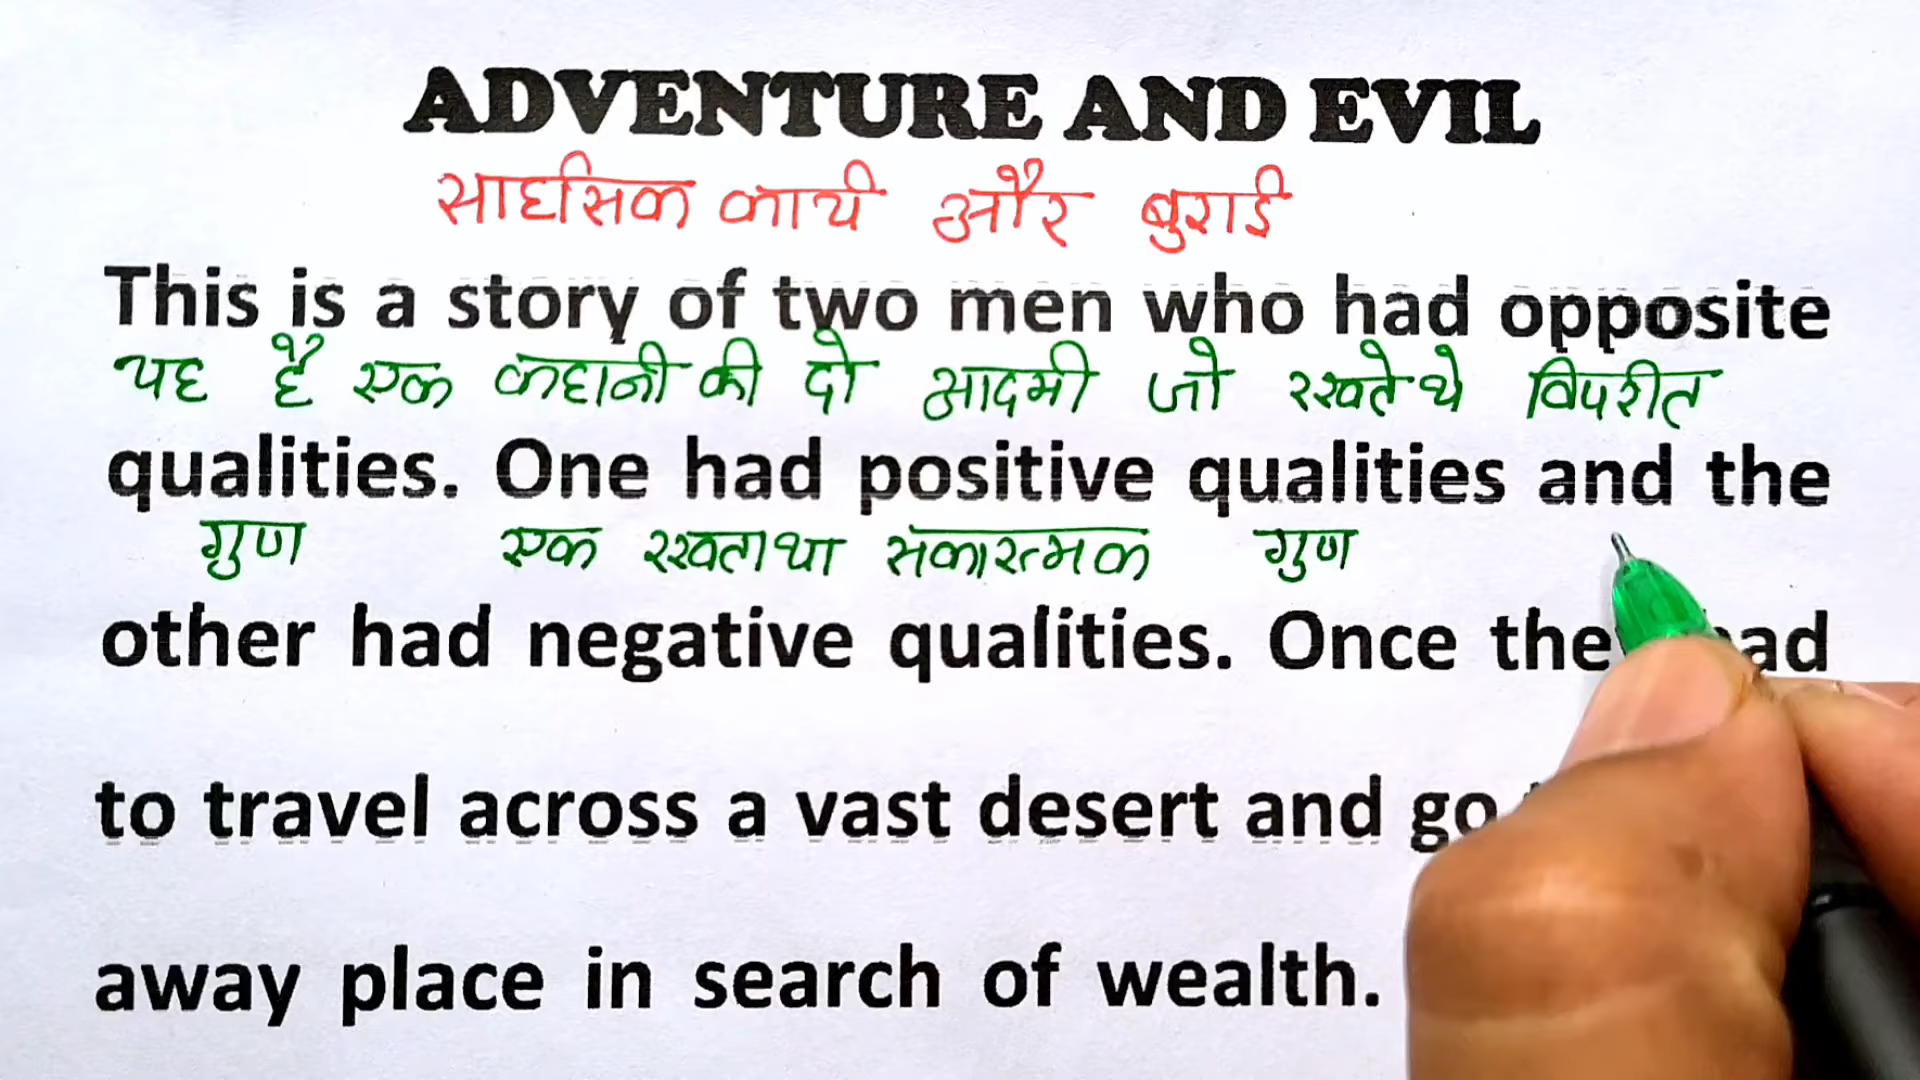 ADVENTURE AND EVIL
साहसिक कार्य और बुराई
This is a story of two men who had opposite
यह है एक कहानी की दो आदमी जो रखते थे विपरीत
qualities. One had positive qualities and the
गुण एक रखता था सकारत्मक गुण
other had negative qualities. Once
to travel across a vast desert and go
away place in search of wealth.